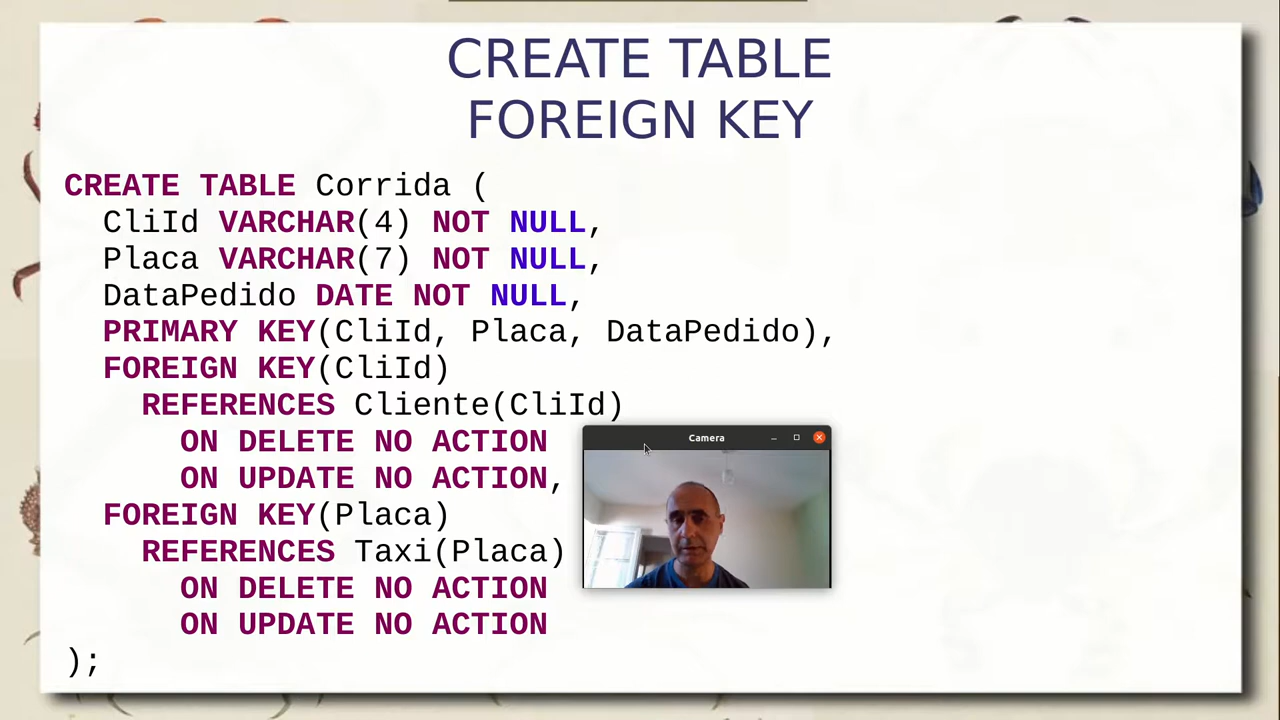 CREATE TABLE
FOREIGN KEY
CREATE TABLE Corrida (
CliId VARCHAR(4) NOT NULL,
Placa VARCHAR(7) NOT NULL,
DataPedido DATE NOT NULL,
PRIMARY KEY(CliId, Placa, DataPedido),
FOREIGN KEY(CliId)
REFERENCES Cliente(CliId)
ON DELETE NO ACTION
ON UPDATE NO ACTION,
FOREIGN KEY(Placa)
REFERENCES Taxi(Placa)
ON DELETE NO ACTION
ON UPDATE NO ACTION
);
Camera